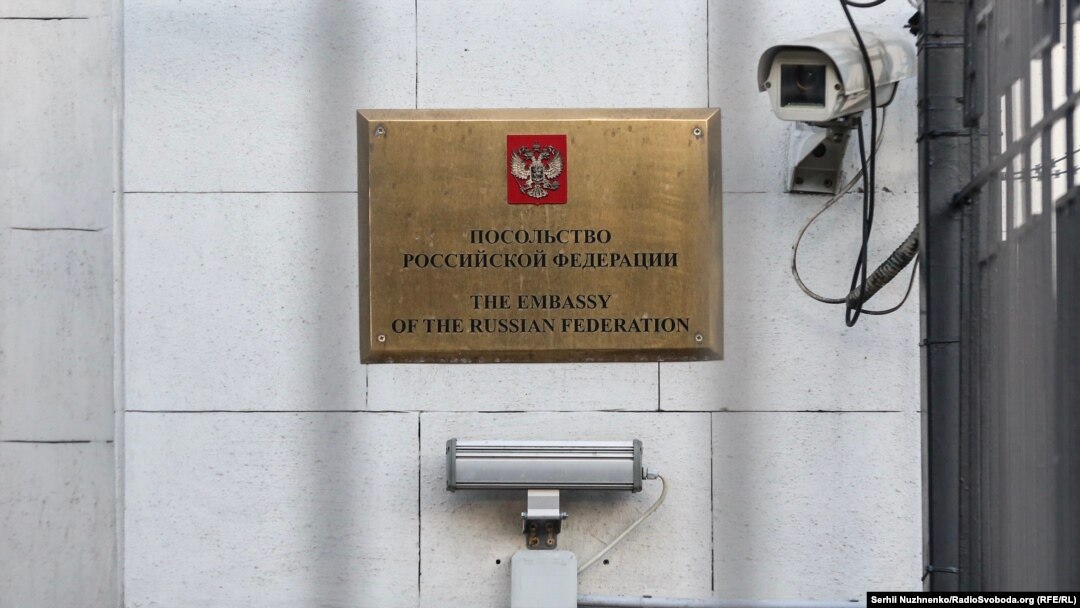 ПОСОЛЬСТВО
РОССИЙСКОЙ ФЕДЕРАЦИИ
THE EMBASSY
OF THE RUSSIAN FEDERATION
Serhii Nuzhnenko/RadioSvoboda.org (RFE/RL)